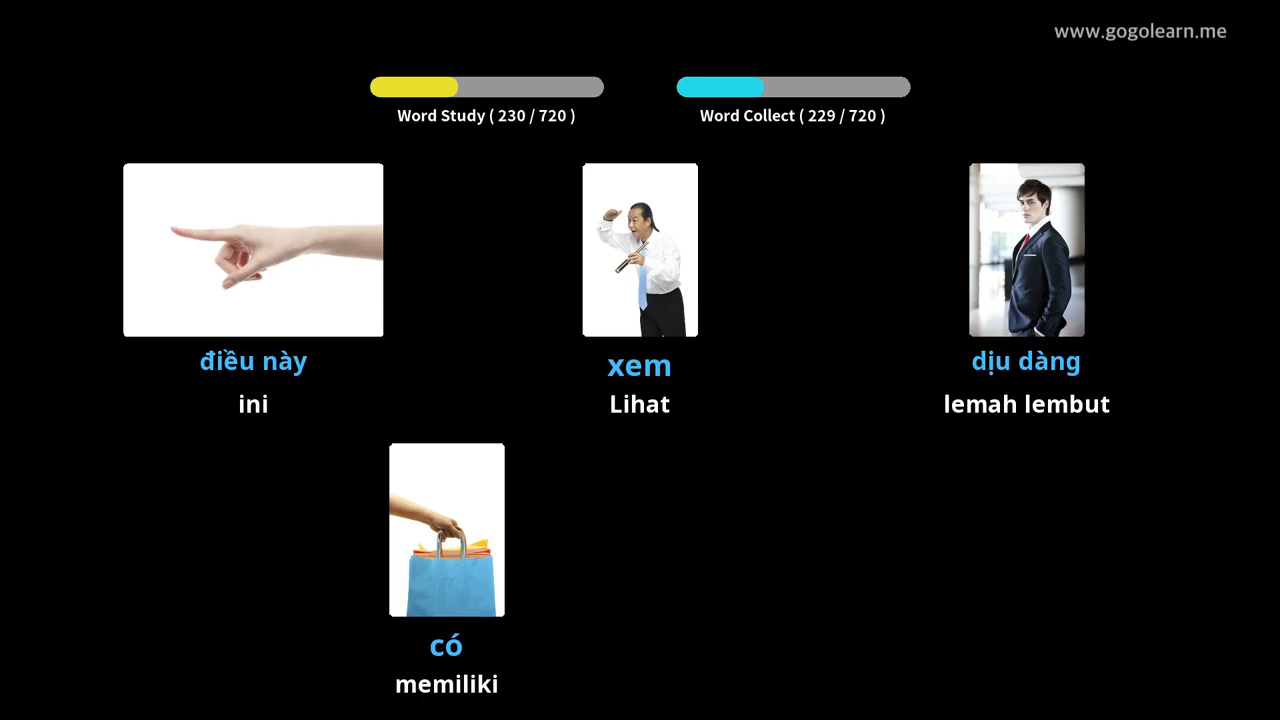 www.gogolearn.me
Word Study ( 230 / 720 )
Word Collect ( 229 / 720 )
điều này
xem
dịu dàng
ini
Lihat
lemah lembut
có
memiliki